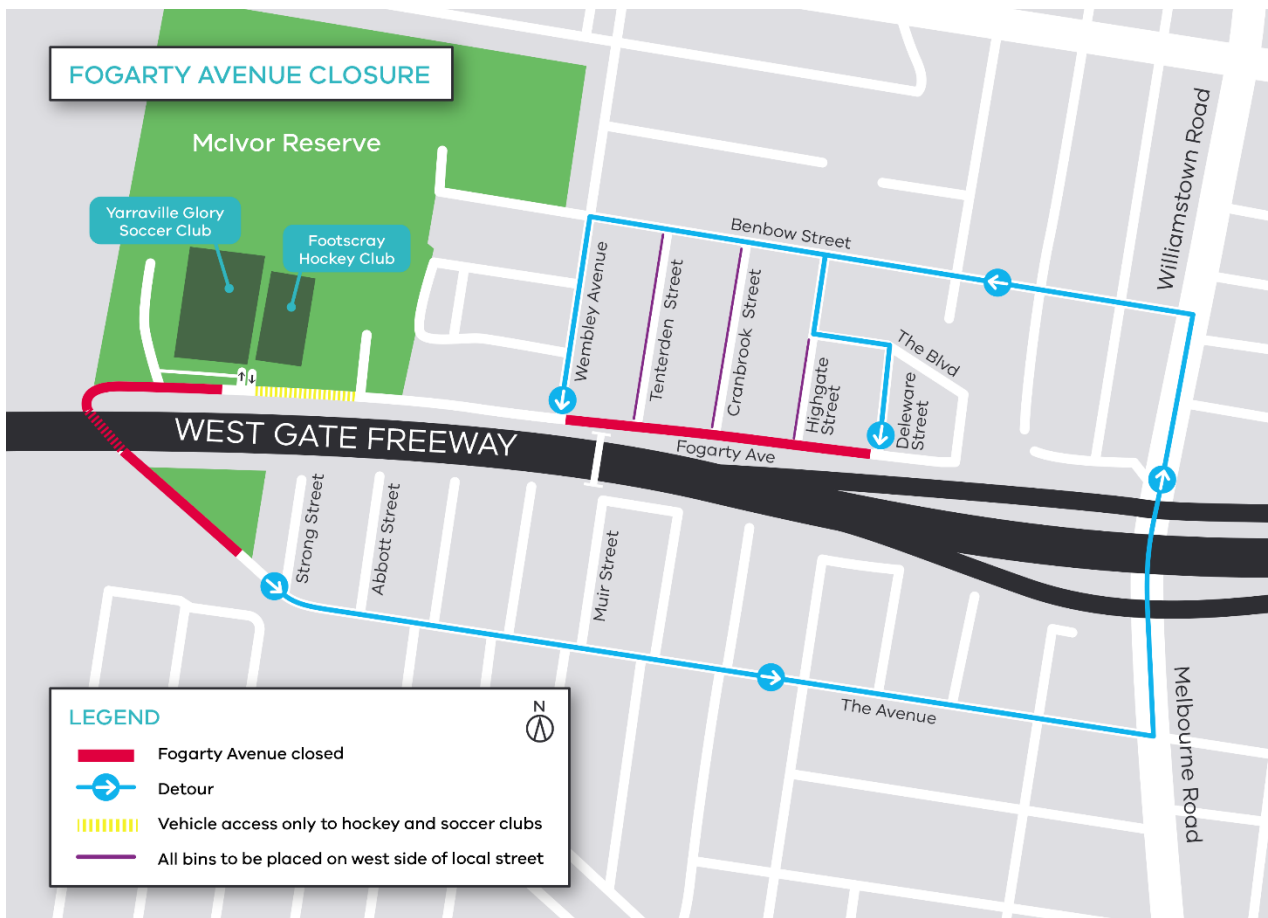 FOGARTY AVENUE CLOSURE
McIvor Reserve
Yarraville Glory
Soccer Club
Footscray
Hockey Club
Williamstown Road
Benbow Street
Wembley Avenue
Tenterden Street
Cranbrook Street
Highgate
Street
The Blvd
Deleware
Street
Fogarty Ave
WEST GATE FREEWAY
Strong Street
Abbott Street
Muir Street
The Avenue
Melbourne Road
LEGEND
N
Fogarty Avenue closed
Detour
Vehicle access only to hockey and soccer clubs
All bins to be placed on west side of local street